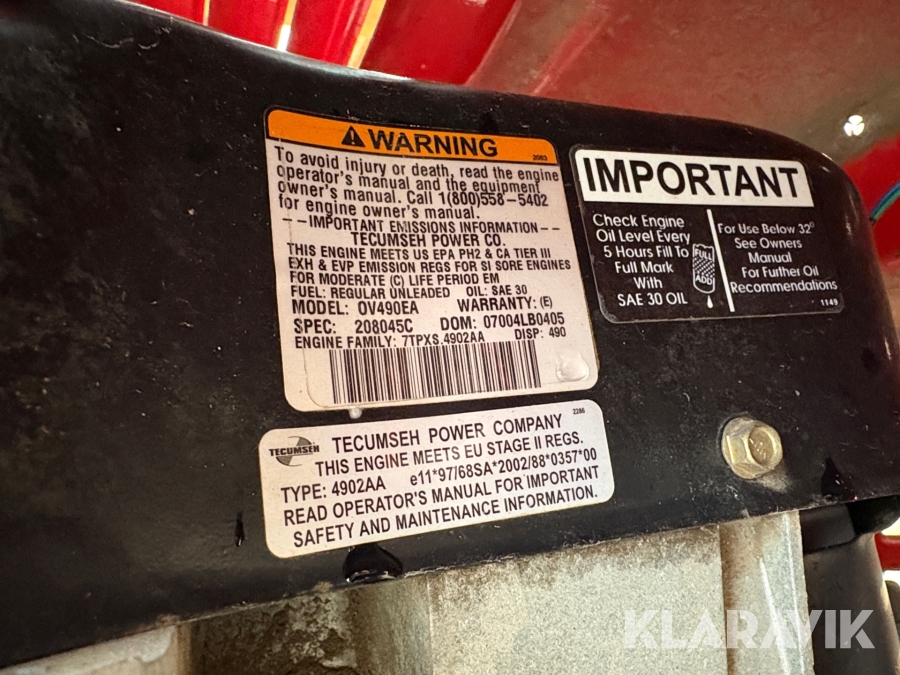 WARNING
2083
To avoid injury or death, read the engine
operator's manual and the equipment
owner's manual. Call 1(800)558-5402
for engine owner's manual.
--IMPORTANT EMISSIONS INFORMATION--
TECUMSEH POWER CO.
THIS ENGINE MEETS US EPA PH2 & CA TIER III
EXH & EVP EMISSION REGS FOR SI SORE ENGINES
FOR MODERATE (C) LIFE PERIOD EM
FUEL: REGULAR UNLEADED OIL: SAE 30
MODEL: OV490EA WARRANTY: (E)
SPEC: 208045C DOM: 07004LB0405
ENGINE FAMILY: 7TPXS.4902AA DISP: 490
IMPORTANT
Check Engine
Oil Level Every
5 Hours Fill To
Full Mark
With
SAE 30 OIL
FULL
ADD
For Use Below 32°
See Owners
Manual
For Further Oil
Recommendations
1149
2286
TECUMSEH
TECUMSEH POWER COMPANY
THIS ENGINE MEETS EU STAGE II REGS.
TYPE: 4902AA e11*97/68SA*2002/88*0357*00
READ OPERATOR'S MANUAL FOR IMPORTANT
SAFETY AND MAINTENANCE INFORMATION.
KLARAVIK